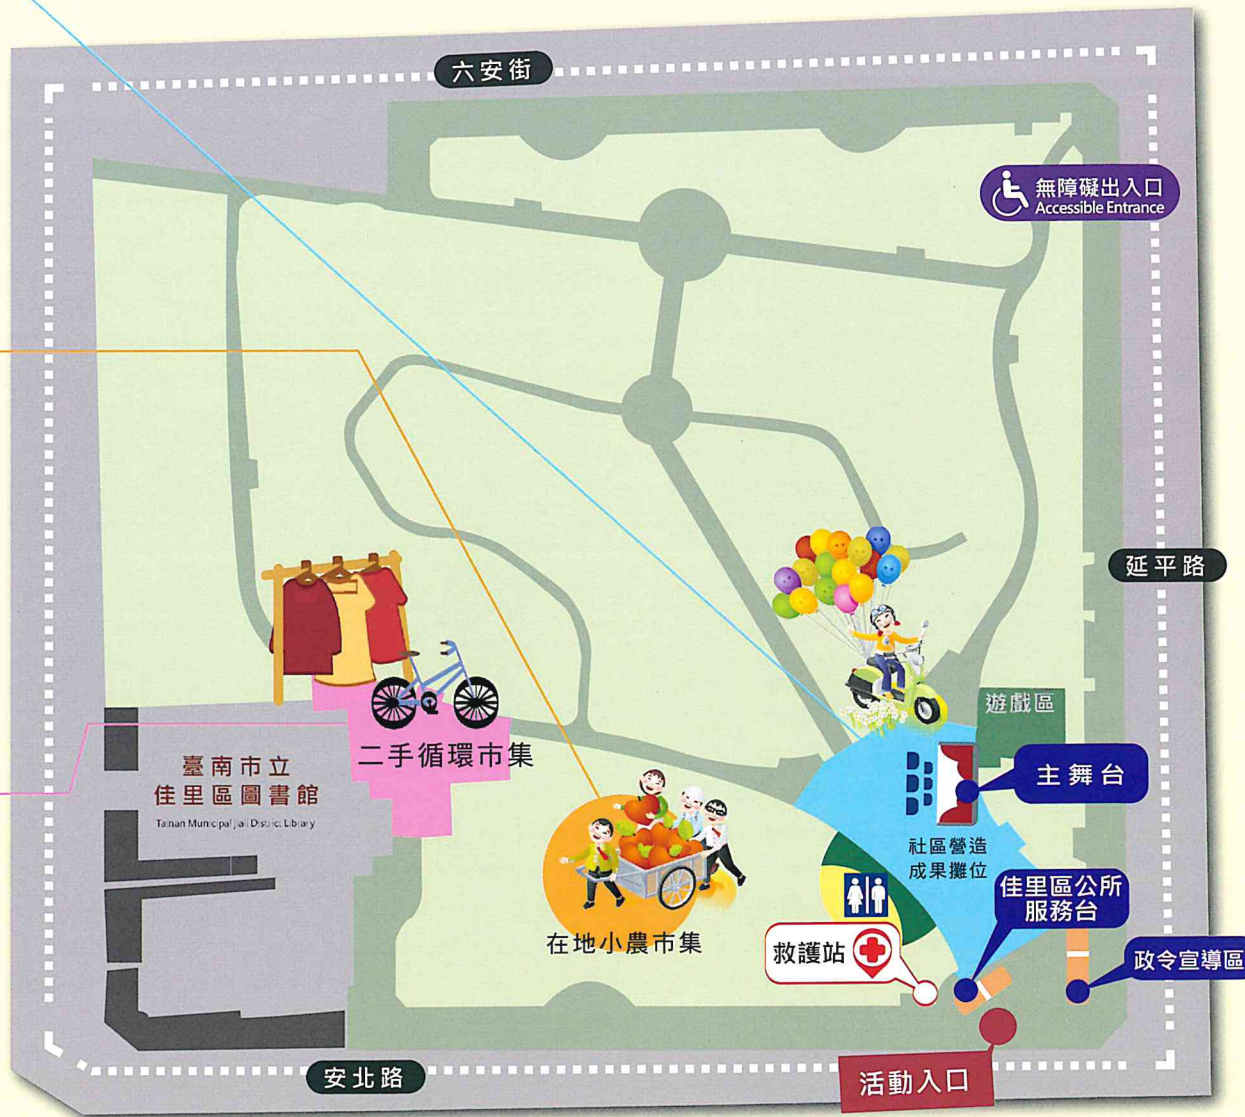 六安街
無障礙出入口
Accessible Entrance
延平路
遊戲區
主舞台
社區營造
成果攤位
二手循環市集
臺南市立
佳里區圖書館
Tainan Municipal Jiali District Library
在地小農市集
佳里區公所
服務台
救護站
政令宣導區
活動入口
安北路